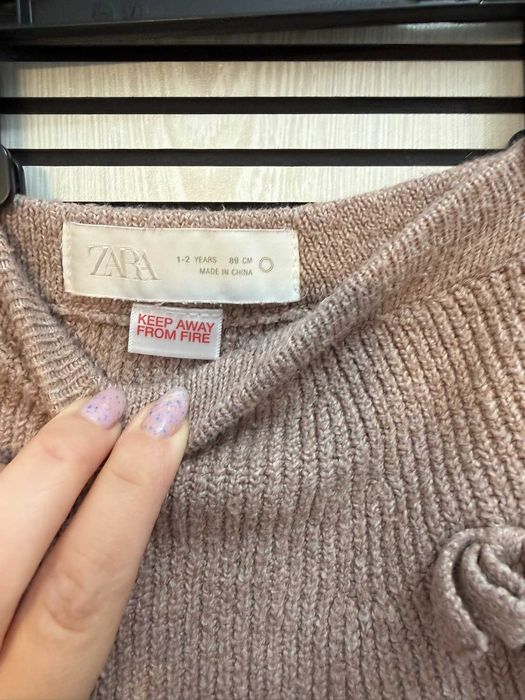 ZARA
1-2 YEARS 89 CM
MADE IN CHINA
KEEP AWAY
FROM FIRE